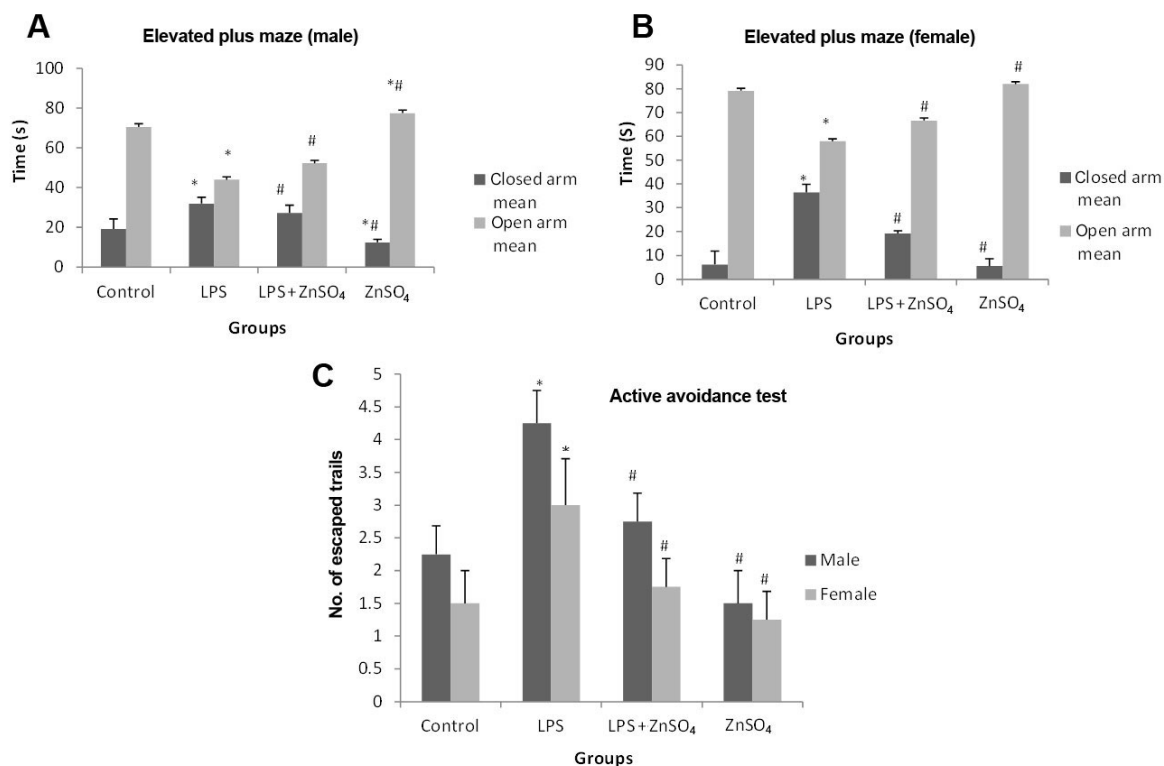 A
Elevated plus maze (male)
100
80
60
40
20
0
Time (s)
*
*
#
#
*#
*#
Control
LPS
LPS+ZnSO₄
ZnSO₄
Groups
Closed arm
mean
Open arm
mean
B
Elevated plus maze (female)
90
80
70
60
50
40
30
20
10
0
Time (S)
*
*
#
#
#
#
Control
LPS
LPS+ZnSO₄
ZnSO₄
Groups
Closed arm
mean
Open arm
mean
C
Active avoidance test
5
4.5
4
3.5
3
2.5
2
1.5
1
0.5
0
No. of escaped trails
*
*
#
#
#
#
Control
LPS
LPS+ZnSO₄
ZnSO₄
Groups
Male
Female